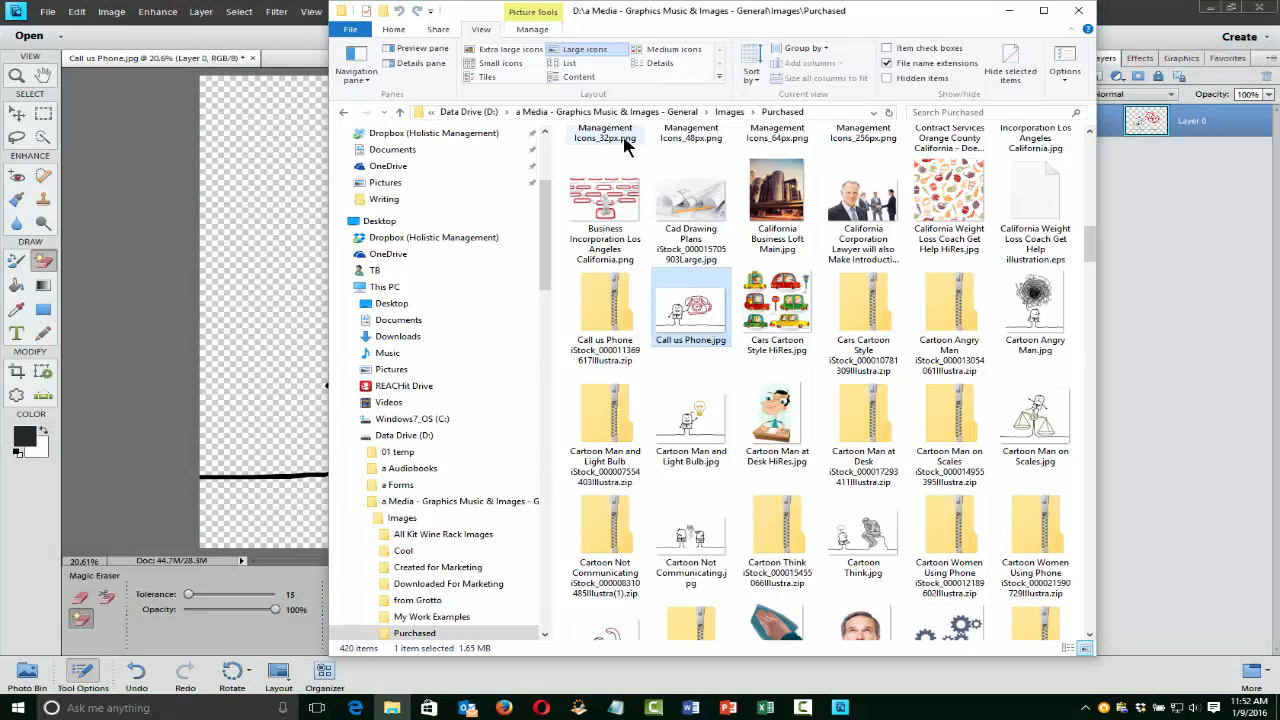 File Edit Image Enhance Layer Select Filter
Picture Tools
D:\a Media - Graphics Music & Images - General\Images\Purchased
File Home Share View Manage
Open
Create
VIEW
Call us Phone.jpg @ 20,6% (Layer 0, RGB/8) *
Effects Graphics Favorites
Navigation pane
Preview pane
Details pane
Panes
Extra large icons Large icons Medium icons
Small icons List Details
Tiles Content
Layout
Sort by
Group by
Add columns
Size all columns to fit
Current view
Item check boxes
File name extensions
Hidden items
Show/hide
Hide selected items
Options
Normal Opacity: 100%
Layer 0
Data Drive (D:) a Media - Graphics Music & Images - General Images Purchased
Search Purchased
SELECT
ENHANCE
DRAW
MODIFY
COLOR
Dropbox (Holistic Management)
Documents
OneDrive
Pictures
Writing
Desktop
Dropbox (Holistic Management)
OneDrive
TB
This PC
Desktop
Documents
Downloads
Music
Pictures
REACHit Drive
Videos
Windows7_OS (C:)
Data Drive (D:)
01 temp
a Audiobooks
a Forms
a Media - Graphics Music & Images - G
Images
All Kit Wine Rack Images
Cool
Created for Marketing
Downloaded For Marketing
from Grotto
My Work Examples
Purchased
Management Icons_32px.png
Management Icons_48px.png
Management Icons_64px.png
Management Icons_256px.png
Contract Services Orange County California - Doe...
Incorporation Los Angeles California.jpg
Business Incorporation Los Angeles California.png
Cad Drawing Plans iStock_000015705903Large.jpg
California Business Loft Main.jpg
California Corporation Lawyer will also Make Introducti...
California Weight Loss Coach Get Help HiRes.jpg
California Weight Loss Coach Get Help illustration.eps
Call us Phone iStock_000011369617Illustra.zip
Call us Phone.jpg
Cars Cartoon Style HiRes.jpg
Cars Cartoon Style iStock_000010781309Illustra.zip
Cartoon Angry Man iStock_000013054061Illustra.zip
Cartoon Angry Man.jpg
Cartoon Man and Light Bulb iStock_000007554403Illustra.zip
Cartoon Man and Light Bulb.jpg
Cartoon Man at Desk HiRes.jpg
Cartoon Man at Desk iStock_000017293411Illustra.zip
Cartoon Man on Scales iStock_000014955395Illustra.zip
Cartoon Man on Scales.jpg
Cartoon Not Communicating iStock_000008310485Illustra(1).zip
Cartoon Not Communicating.jpg
Cartoon Think iStock_000015455066Illustra.zip
Cartoon Think.jpg
Cartoon Women Using Phone iStock_000012189602Illustra.zip
Cartoon Women Using Phone iStock_000021590729Illustra.zip
20,61% Doc: 44.7M/28.3M
Magic Eraser
Tolerance: 15
Opacity: 100%
420 items 1 item selected 1.65 MB
Photo Bin Tool Options Undo Redo Rotate Layout Organizer More
Ask me anything
11:52 AM
1/9/2016